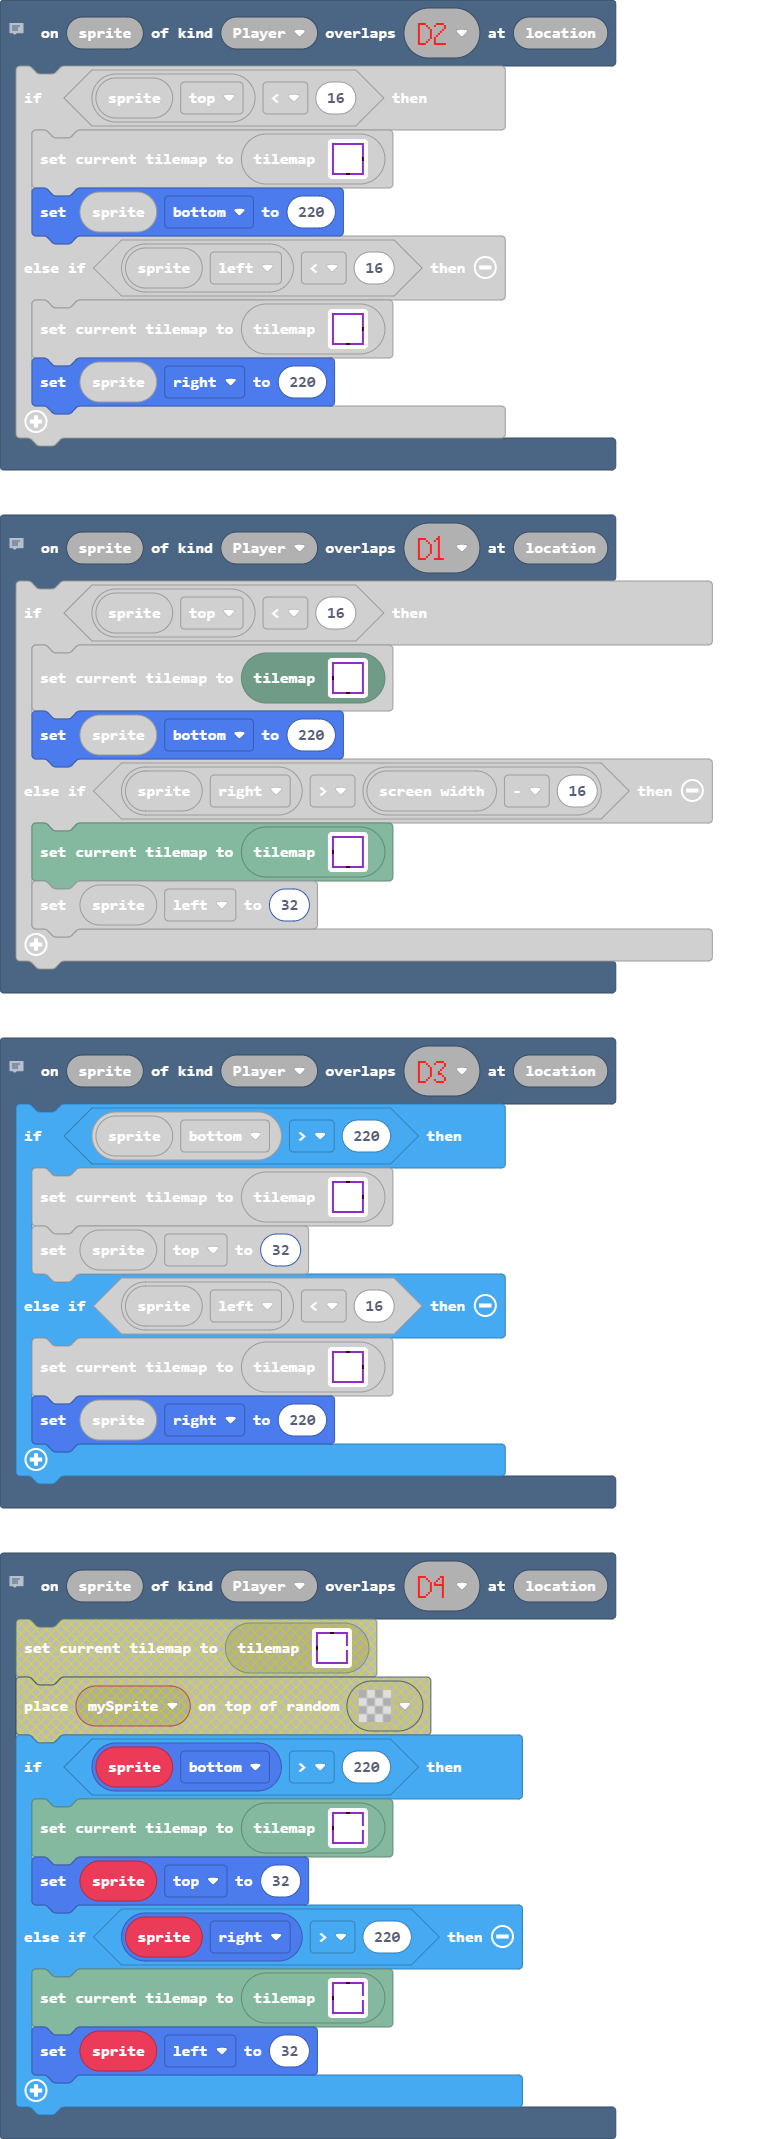 on sprite of kind Player overlaps D2 at location
if sprite top < 16 then
set current tilemap to tilemap
set sprite bottom to 220
else if sprite left < 16 then
set current tilemap to tilemap
set sprite right to 220
on sprite of kind Player overlaps D1 at location
if sprite top < 16 then
set current tilemap to tilemap
set sprite bottom to 220
else if sprite right > screen width - 16 then
set current tilemap to tilemap
set sprite left to 32
on sprite of kind Player overlaps D3 at location
if sprite bottom > 220 then
set current tilemap to tilemap
set sprite top to 32
else if sprite left < 16 then
set current tilemap to tilemap
set sprite right to 220
on sprite of kind Player overlaps D4 at location
set current tilemap to tilemap
place mySprite on top of random
if sprite bottom > 220 then
set current tilemap to tilemap
set sprite top to 32
else if sprite right > 220 then
set current tilemap to tilemap
set sprite left to 32